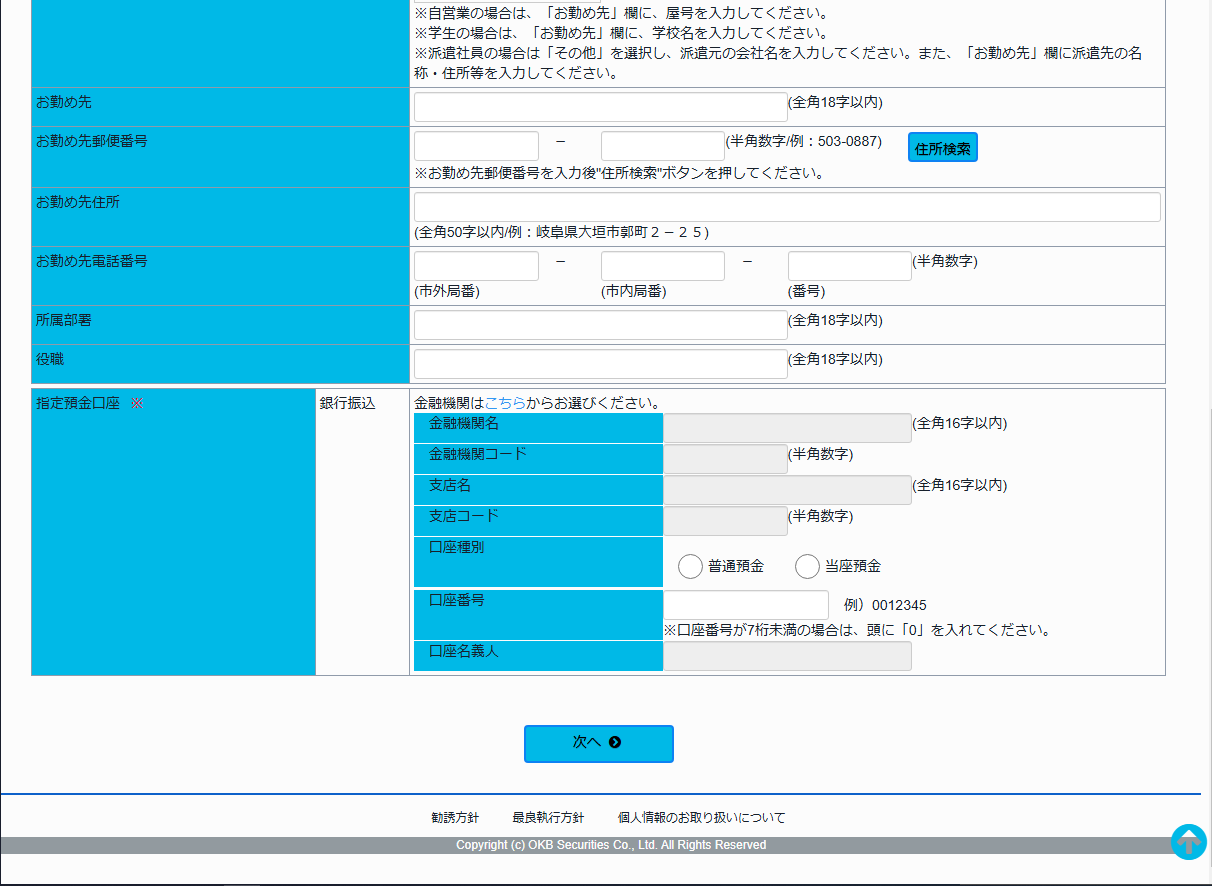 ※自営業の場合は、「お勤め先」欄に、屋号を入力してください。
※学生の場合は、「お勤め先」欄に、学校名を入力してください。
※派遣社員の場合は「その他」を選択し、派遣元の会社名を入力してください。また、「お勤め先」欄に派遣先の名
称・住所等を入力してください。
お勤め先 (全角18字以内)
お勤め先郵便番号 － (半角数字/例：503-0887) 住所検索
※お勤め先郵便番号を入力後"住所検索"ボタンを押してください。
お勤め先住所
(全角50字以内/例：岐阜県大垣市郭町２－２５)
お勤め先電話番号 － － (半角数字)
(市外局番) (市内局番) (番号)
所属部署 (全角18字以内)
役職 (全角18字以内)
指定預金口座 ※ 銀行振込 金融機関はこちらからお選びください。
金融機関名 (全角16字以内)
金融機関コード (半角数字)
支店名 (全角16字以内)
支店コード (半角数字)
口座種別
普通預金 当座預金
口座番号 例）0012345
※口座番号が7桁未満の場合は、頭に「0」を入れてください。
口座名義人
次へ
勧誘方針 最良執行方針 個人情報のお取り扱いについて
Copyright (c) OKB Securities Co., Ltd. All Rights Reserved